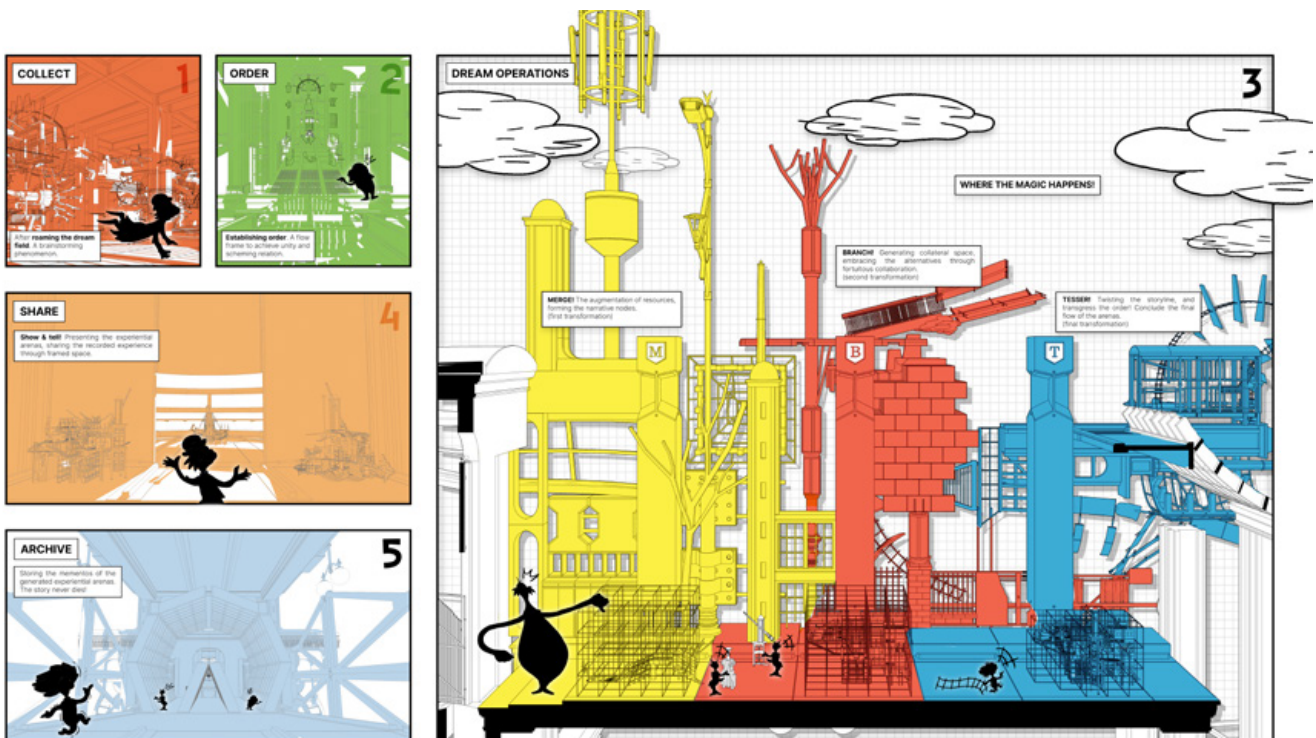 COLLECT
1
After roaming the dream
field. A brainstorming
phenomenon.
ORDER
2
Establishing order. A flow
frame to achieve unity and
scheming relation.
DREAM OPERATIONS
3
WHERE THE MAGIC HAPPENS!
MERGE! The augmentation of resources,
forming the narrative nodes.
(first transformation)
BRANCH! Generating collateral space,
embracing the alternatives through
fortuitous collaboration.
(second transformation)
TESSER! Twisting the storyline, and
transgress the order! Conclude the final
flow of the arenas.
(final transformation)
M
B
T
SHARE
4
Show & tell! Presenting the experiential
arenas, sharing the recorded experience
through framed space.
ARCHIVE
5
Storing the mementos of the
generated experiential arenas.
The story never dies!